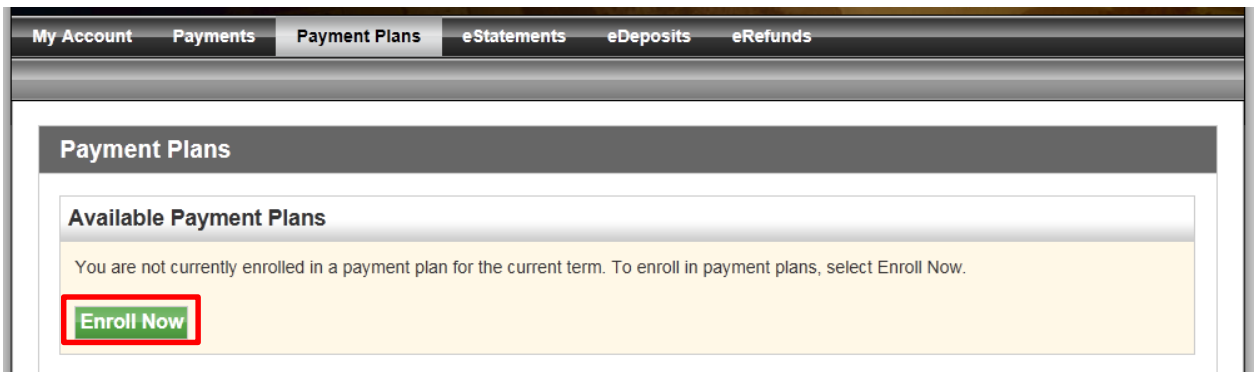 My Account Payments Payment Plans eStatements eDeposits eRefunds
Payment Plans
Available Payment Plans
You are not currently enrolled in a payment plan for the current term. To enroll in payment plans, select Enroll Now.
Enroll Now